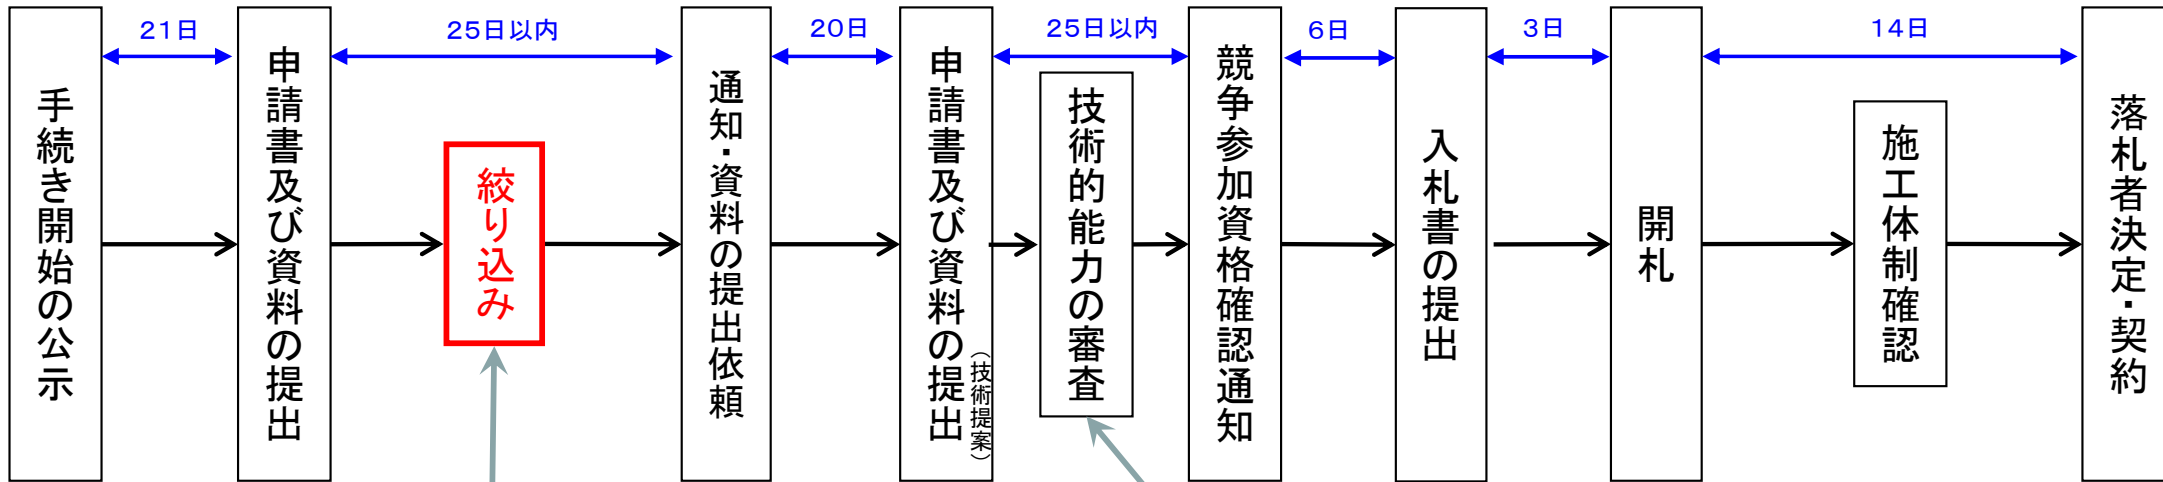 21日
25日以内
20日
25日以内
6日
3日
14日
手続き開始の公示
申請書及び資料の提出
絞り込み
通知・資料の提出依頼
申請書及び資料の提出
(技術提案)
技術的能力の審査
競争参加資格確認通知
入札書の提出
開札
施工体制確認
落札者決定・契約